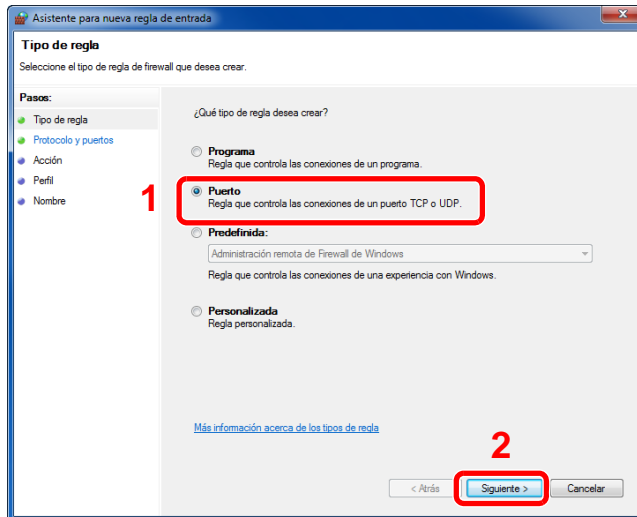 Asistente para nueva regla de entrada
Tipo de regla
Seleccione el tipo de regla de firewall que desea crear.
Pasos:
Tipo de regla
Protocolo y puertos
Acción
Perfil
Nombre
¿Qué tipo de regla desea crear?
Programa
Regla que controla las conexiones de un programa.
1
Puerto
Regla que controla las conexiones de un puerto TCP o UDP.
Predefinida:
Administración remota de Firewall de Windows
Regla que controla las conexiones de una experiencia con Windows.
Personalizada
Regla personalizada.
Más información acerca de los tipos de regla
2
< Atrás
Siguiente >
Cancelar